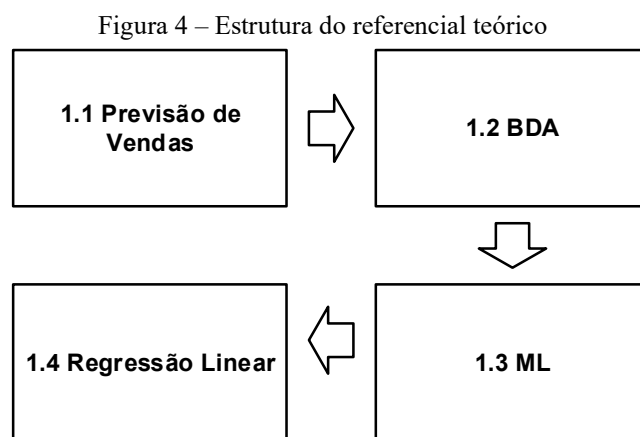 Figura 4 – Estrutura do referencial teórico
1.1 Previsão de
Vendas
1.2 BDA
1.4 Regressão Linear
1.3 ML